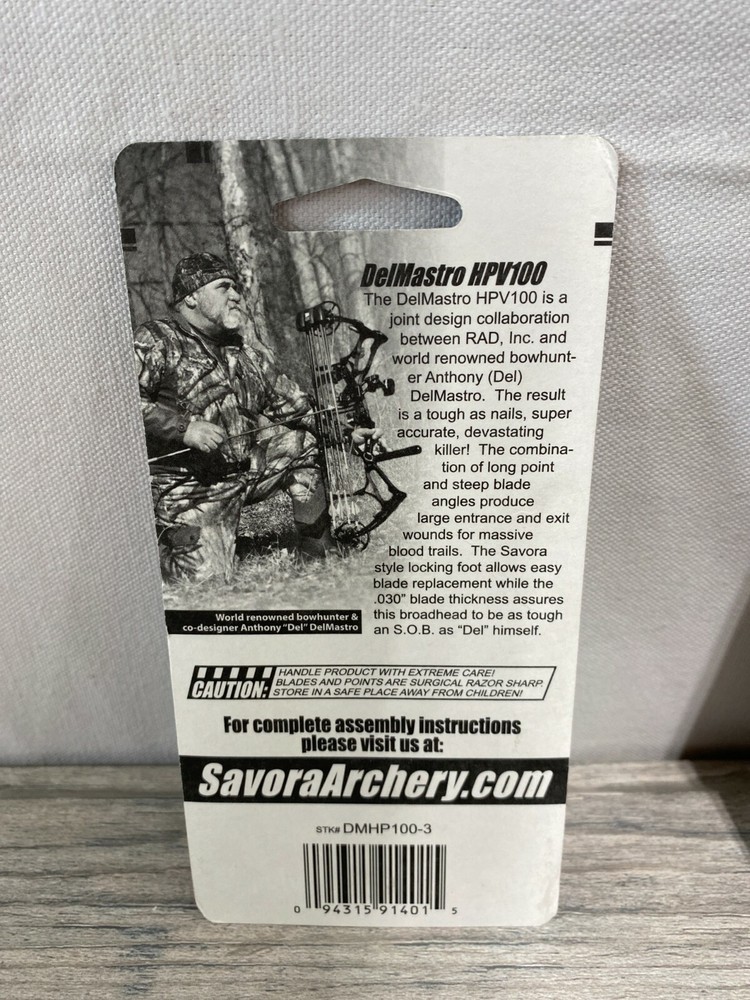 DelMastro HPV100
The DelMastro HPV100 is a
joint design collaboration
between RAD, Inc. and
world renowned bowhunt-
er Anthony (Del)
DelMastro. The result
is a tough as nails, super
accurate, devastating
killer! The combina-
tion of long point
and steep blade
angles produce
large entrance and exit
wounds for massive
blood trails. The Savora
style locking foot allows easy
blade replacement while the
.030" blade thickness assures
this broadhead to be as tough
an S.O.B. as "Del" himself.
World renowned bowhunter &
co-designer Anthony "Del" DelMastro
CAUTION:
HANDLE PRODUCT WITH EXTREME CARE!
BLADES AND POINTS ARE SURGICAL RAZOR SHARP.
STORE IN A SAFE PLACE AWAY FROM CHILDREN!
For complete assembly instructions
please visit us at:
SavoraArchery.com
STK# DMHP100-3
0 94315 91401 5